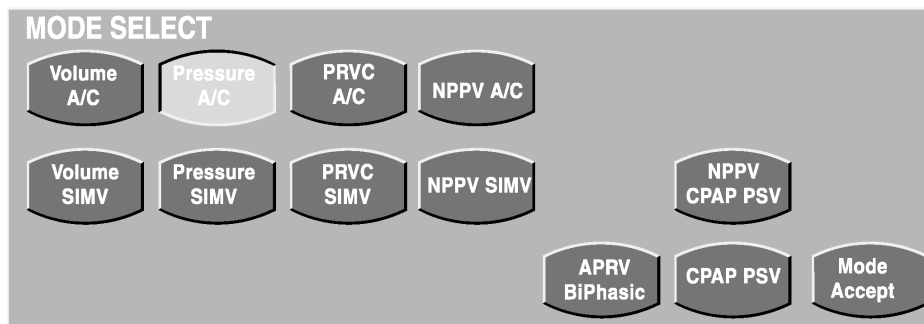 MODE SELECT
Volume
A/C
Pressure
A/C
PRVC
A/C
NPPV A/C
Volume
SIMV
Pressure
SIMV
PRVC
SIMV
NPPV SIMV
NPPV
CPAP PSV
APRV
BiPhasic
CPAP PSV
Mode
Accept